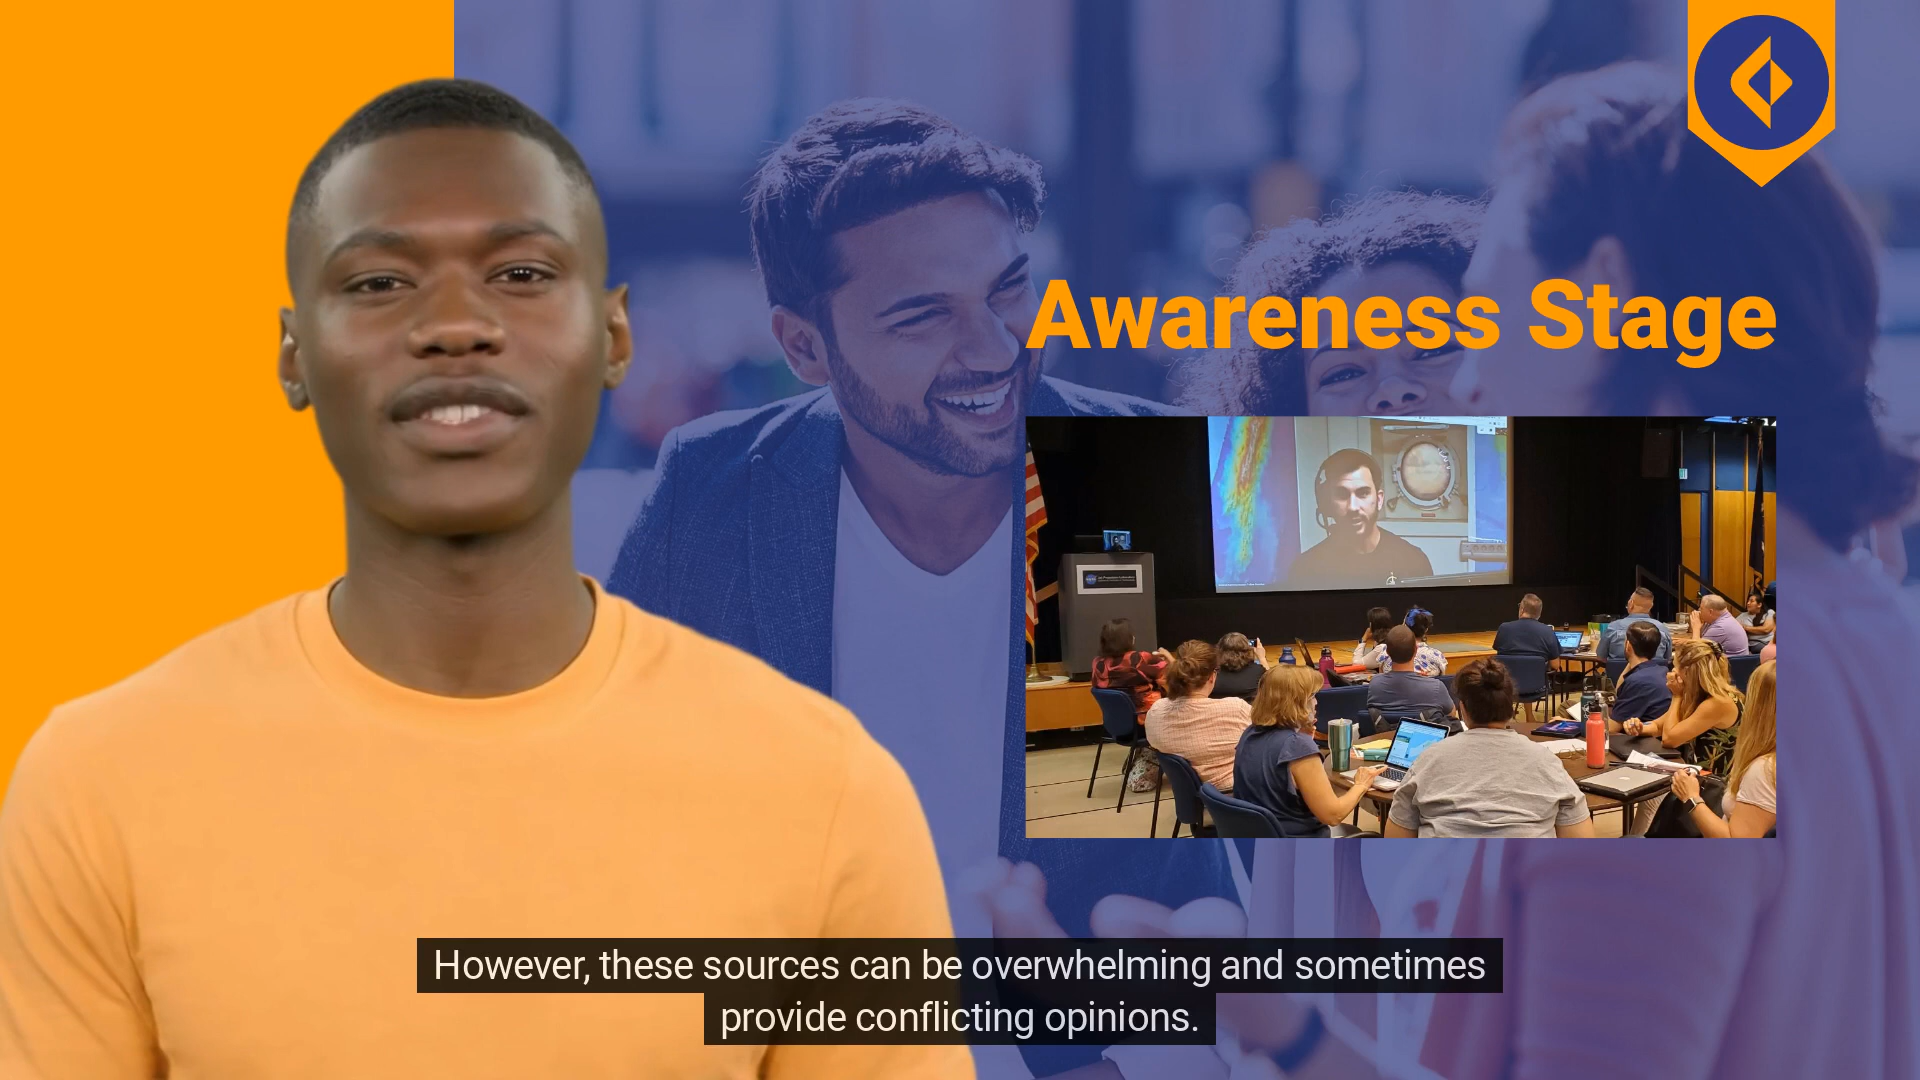 Awareness Stage
However, these sources can be overwhelming and sometimes
provide conflicting opinions.